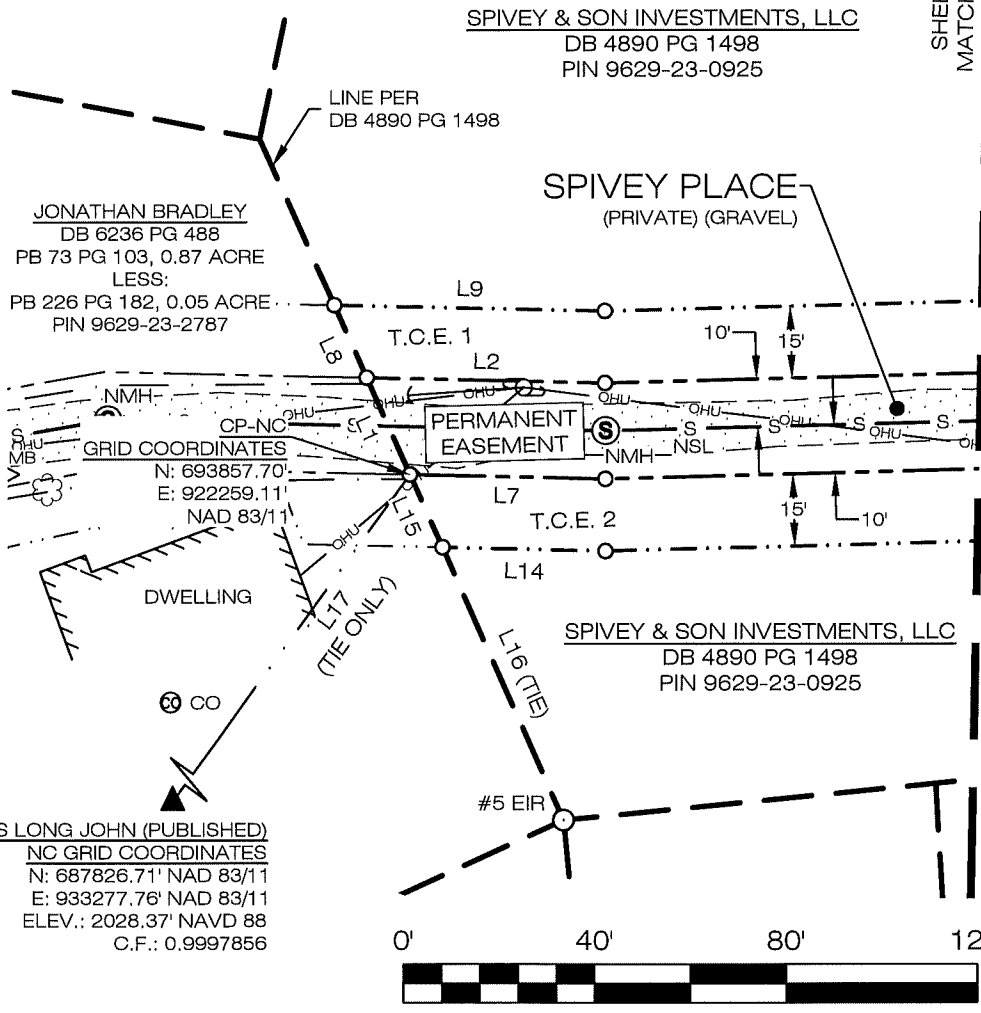 SPIVEY & SON INVESTMENTS, LLC
DB 4890 PG 1498
PIN 9629-23-0925
LINE PER
DB 4890 PG 1498
SPIVEY PLACE
(PRIVATE) (GRAVEL)
JONATHAN BRADLEY
DB 6236 PG 488
PB 73 PG 103, 0.87 ACRE
LESS:
PB 226 PG 182, 0.05 ACRE
PIN 9629-23-2787
L9
T.C.E. 1
10'
15'
L8
L2
NMH
OHU
OHU
OHU
OHU
L1
S
PERMANENT
EASEMENT
S
S
S
S
S
S
OHU
OHU
OH
NMH
NSL
CP-NC
GRID COORDINATES
N: 693857.70'
E: 922259.11'
NAD 83/11
OHU
MB
L7
L15
T.C.E. 2
15'
10'
OHU
L14
DWELLING
L17
(TIE ONLY)
L16 (TIE)
SPIVEY & SON INVESTMENTS, LLC
DB 4890 PG 1498
PIN 9629-23-0925
CO CO
#5 EIR
S LONG JOHN (PUBLISHED)
NC GRID COORDINATES
N: 687826.71' NAD 83/11
E: 933277.76' NAD 83/11
ELEV.: 2028.37' NAVD 88
C.F.: 0.9997856
0' 40' 80' 12